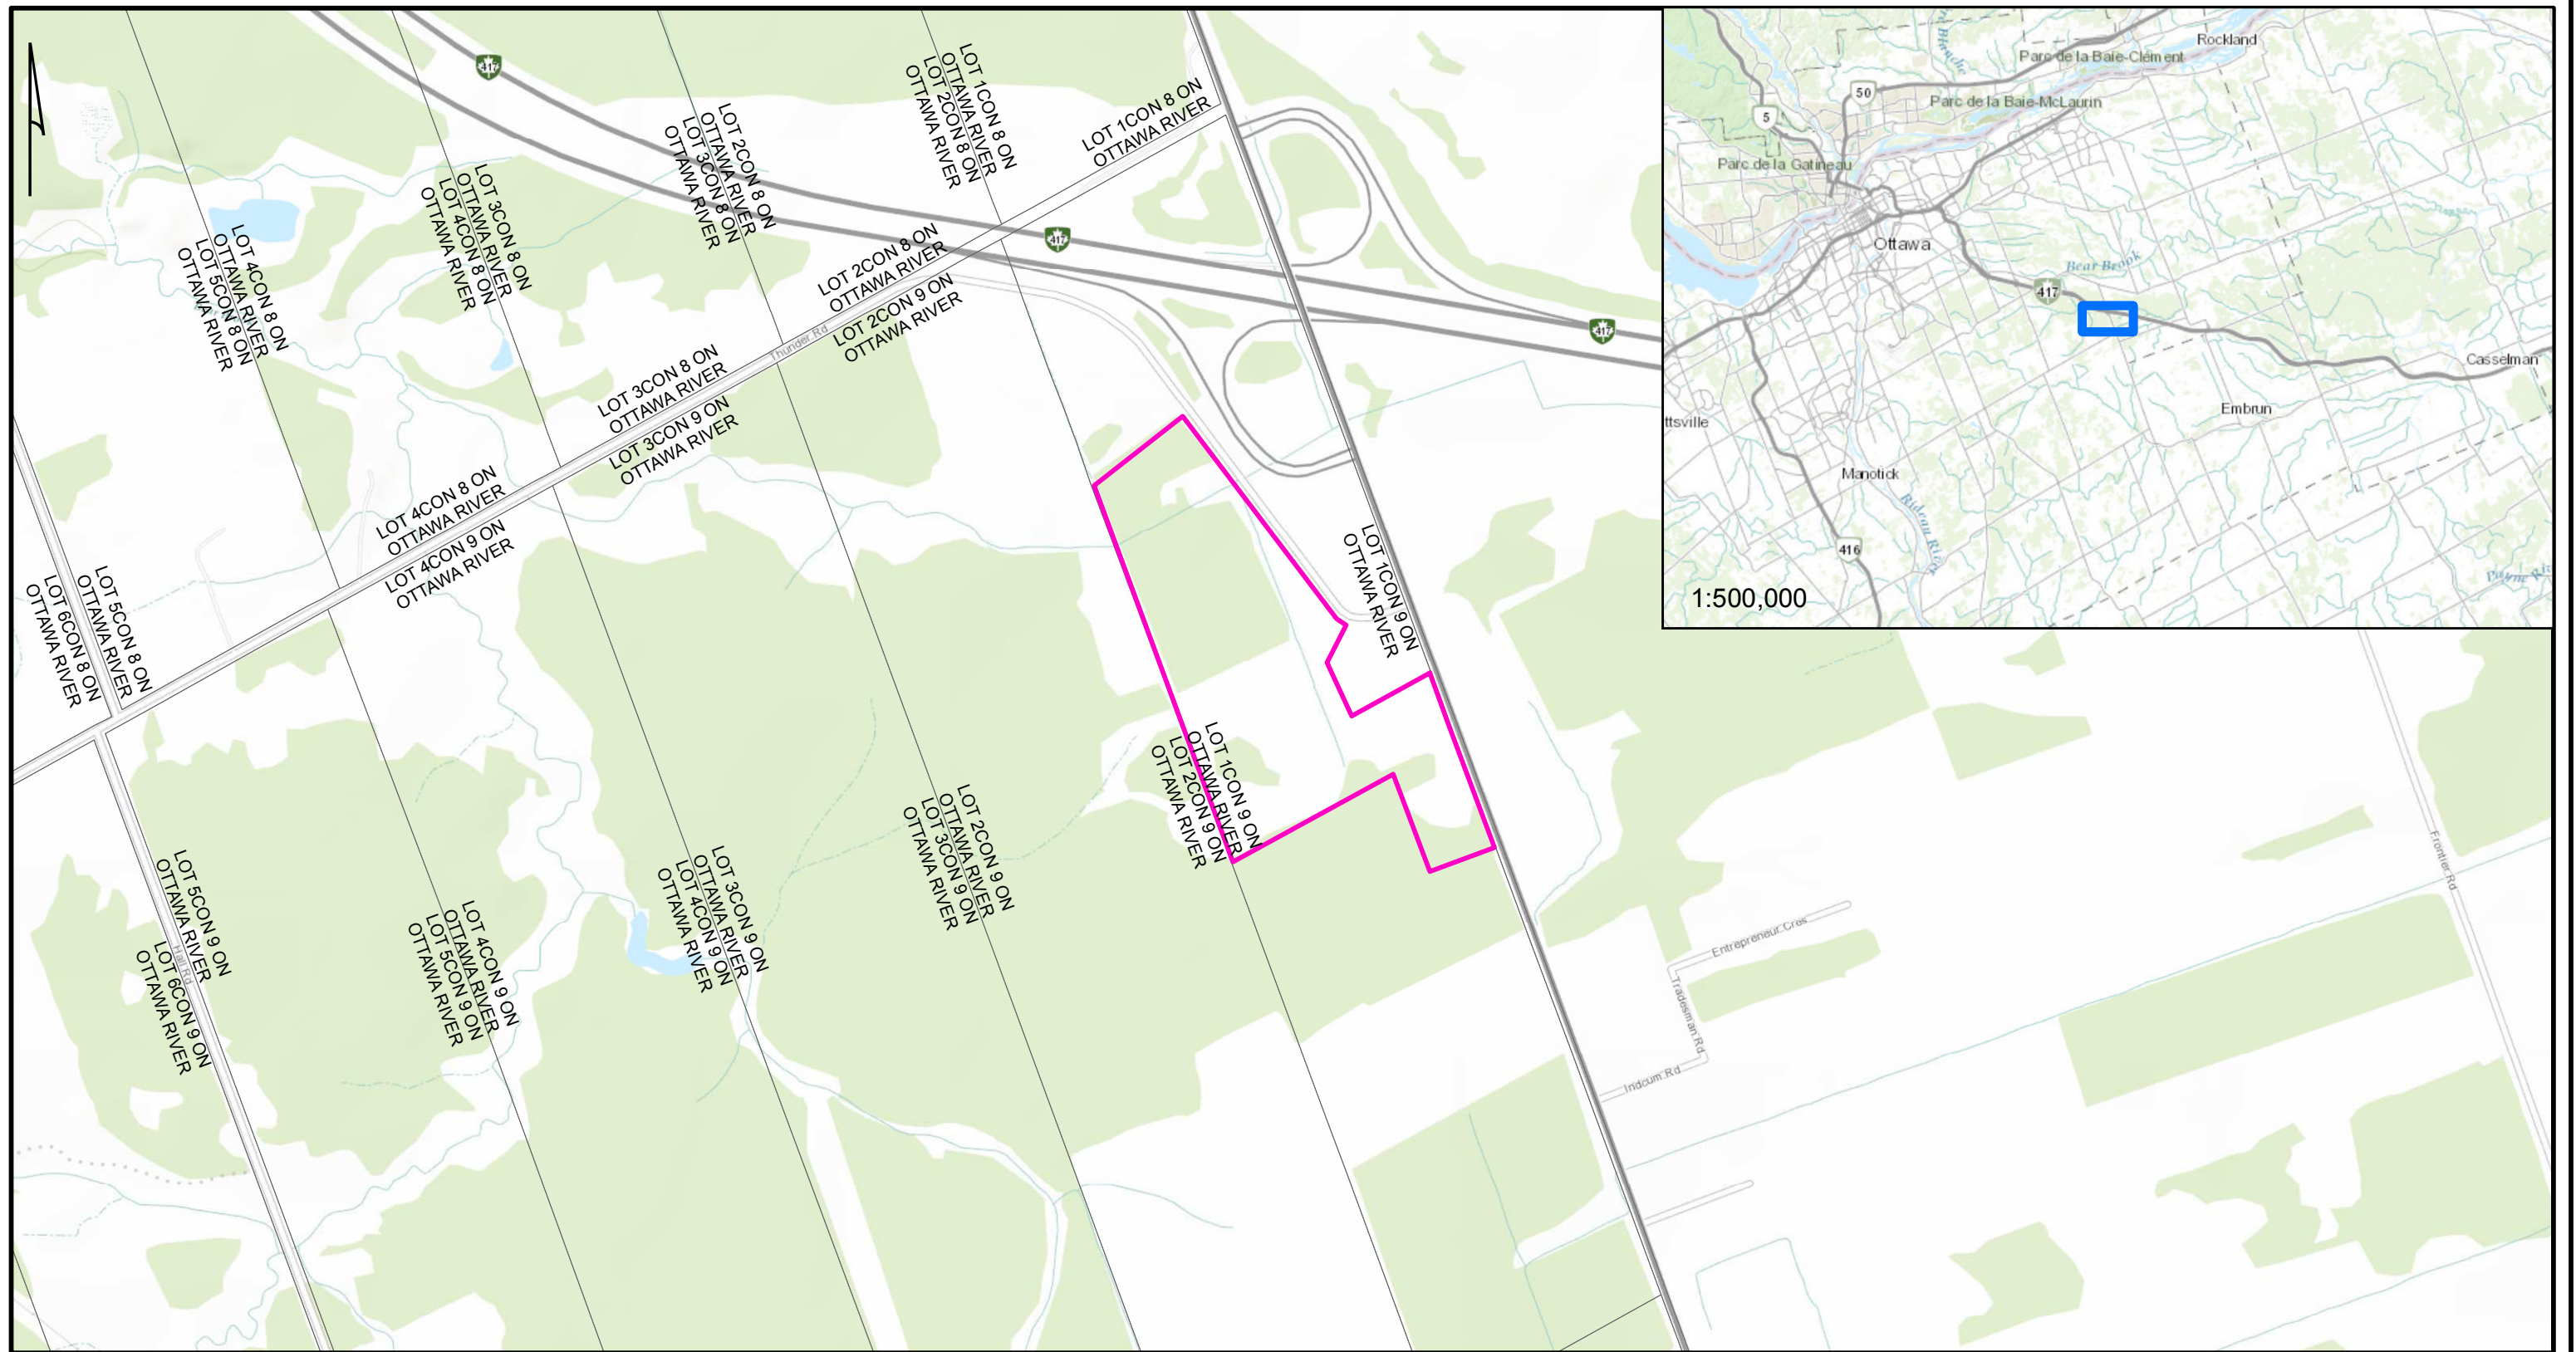 417
LOT 1CON 8 ON
OTTAWA RIVER
LOT 2CON 8 ON
OTTAWA RIVER
LOT 1CON 8 ON
OTTAWA RIVER
LOT 2CON 8 ON
OTTAWA RIVER
LOT 3CON 8 ON
OTTAWA RIVER
LOT 3CON 8 ON
OTTAWA RIVER
LOT 4CON 8 ON
OTTAWA RIVER
LOT 4CON 8 ON
OTTAWA RIVER
LOT 5CON 8 ON
OTTAWA RIVER
417
LOT 2CON 8 ON
OTTAWA RIVER
LOT 2CON 9 ON
OTTAWA RIVER
Thunder Rd
417
LOT 3CON 8 ON
OTTAWA RIVER
LOT 3CON 9 ON
OTTAWA RIVER
LOT 4CON 8 ON
OTTAWA RIVER
LOT 4CON 9 ON
OTTAWA RIVER
LOT 5CON 8 ON
OTTAWA RIVER
LOT 6CON 8 ON
OTTAWA RIVER
LOT 1CON 9 ON
OTTAWA RIVER
LOT 1CON 9 ON
OTTAWA RIVER
LOT 2CON 9 ON
OTTAWA RIVER
LOT 2CON 9 ON
OTTAWA RIVER
LOT 3CON 9 ON
OTTAWA RIVER
LOT 3CON 9 ON
OTTAWA RIVER
LOT 4CON 9 ON
OTTAWA RIVER
LOT 4CON 9 ON
OTTAWA RIVER
LOT 5CON 9 ON
OTTAWA RIVER
LOT 5CON 9 ON
OTTAWA RIVER
Hall Rd
LOT 6CON 9 ON
OTTAWA RIVER
Entrepreneur Cres
Tradesman Rd
Indcum Rd
Frontier Rd
Rockland
Parc de la Baie-Clément
Blanche
50
Parc de la Baie-McLaurin
5
Parc de la Gatineau
Ottawa
Bear Brook
417
Casselman
Embrun
ttsville
Manotick
Rideau River
416
1:500,000